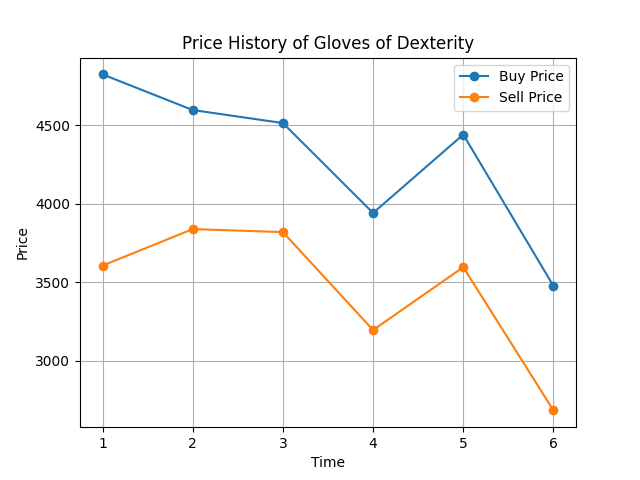 Price History of Gloves of Dexterity
Buy Price
Sell Price
4500
4000
3500
3000
Price
1 2 3 4 5 6
Time